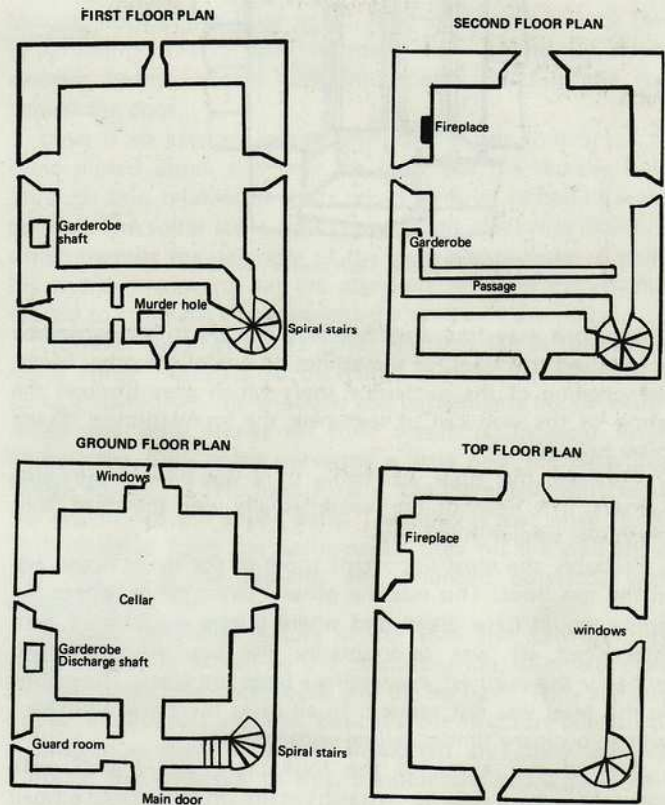 FIRST FLOOR PLAN
Garderobe
shaft
Murder hole
Spiral stairs
SECOND FLOOR PLAN
Fireplace
Garderobe
Passage
GROUND FLOOR PLAN
Windows
Cellar
Garderobe
Discharge shaft
Guard room
Spiral stairs
Main door
TOP FLOOR PLAN
Fireplace
windows